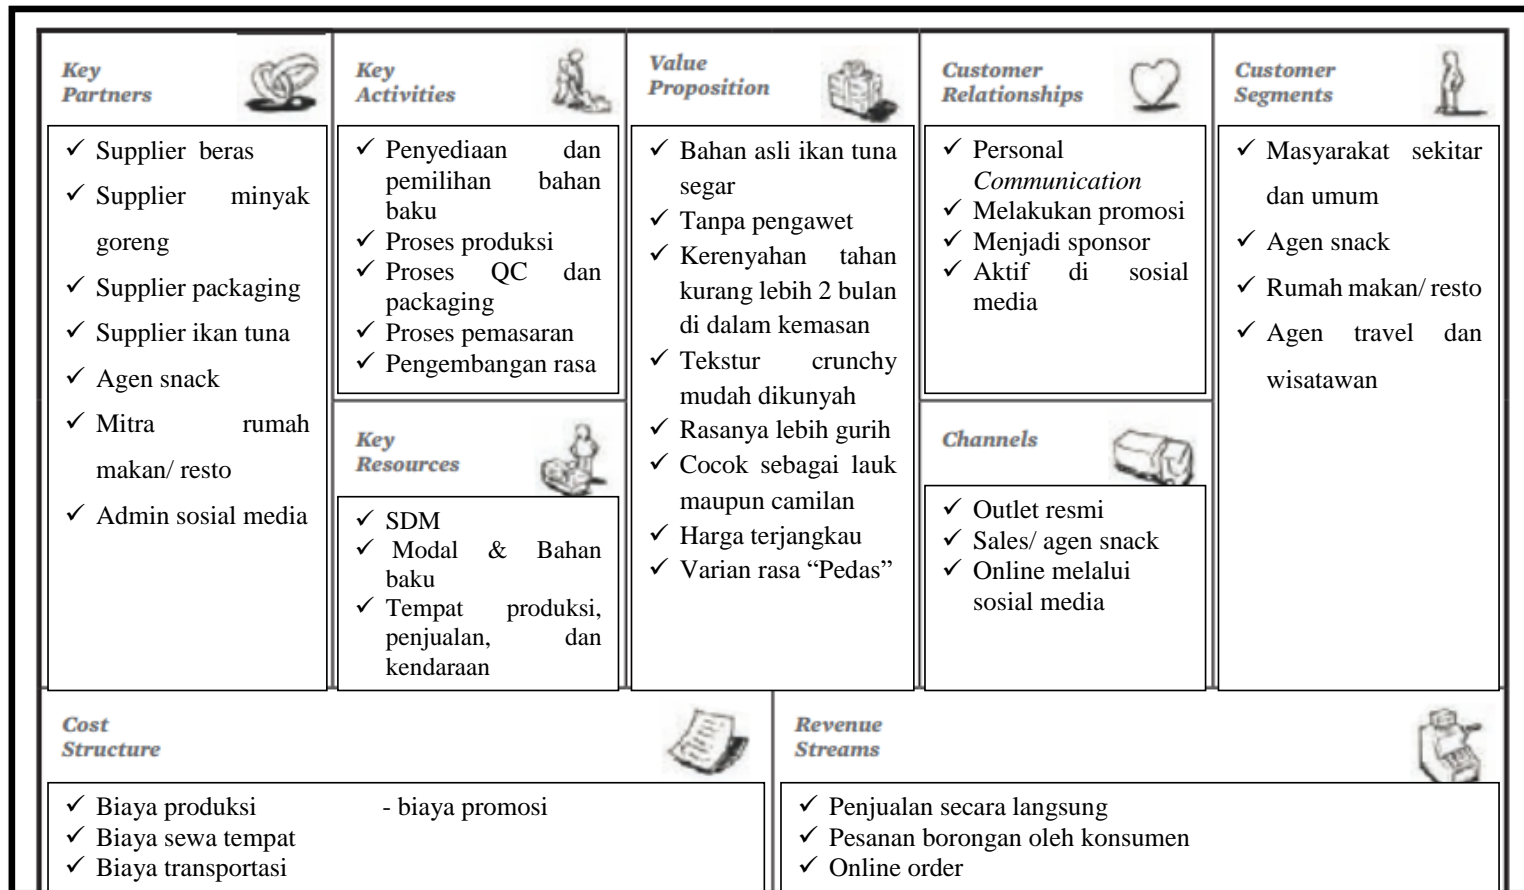 Key
Partners
✓ Supplier beras
✓ Supplier minyak
goreng
✓ Supplier packaging
✓ Supplier ikan tuna
✓ Agen snack
✓ Mitra rumah
makan/ resto
✓ Admin sosial media
Key
Activities
✓ Penyediaan dan
pemilihan bahan
baku
✓ Proses produksi
✓ Proses QC dan
packaging
✓ Proses pemasaran
✓ Pengembangan rasa
Key
Resources
✓ SDM
✓ Modal & Bahan
baku
✓ Tempat produksi,
penjualan, dan
kendaraan
Value
Proposition
✓ Bahan asli ikan tuna
segar
✓ Tanpa pengawet
✓ Kerenyahan tahan
kurang lebih 2 bulan
di dalam kemasan
✓ Tekstur crunchy
mudah dikunyah
✓ Rasanya lebih gurih
✓ Cocok sebagai lauk
maupun camilan
✓ Harga terjangkau
✓ Varian rasa “Pedas”
Customer
Relationships
✓ Personal
Communication
✓ Melakukan promosi
✓ Menjadi sponsor
✓ Aktif di sosial
media
Channels
✓ Outlet resmi
✓ Sales/ agen snack
✓ Online melalui
sosial media
Customer
Segments
✓ Masyarakat sekitar
dan umum
✓ Agen snack
✓ Rumah makan/ resto
✓ Agen travel dan
wisatawan
Cost
Structure
✓ Biaya produksi - biaya promosi
✓ Biaya sewa tempat
✓ Biaya transportasi
Revenue
Streams
✓ Penjualan secara langsung
✓ Pesanan borongan oleh konsumen
✓ Online order